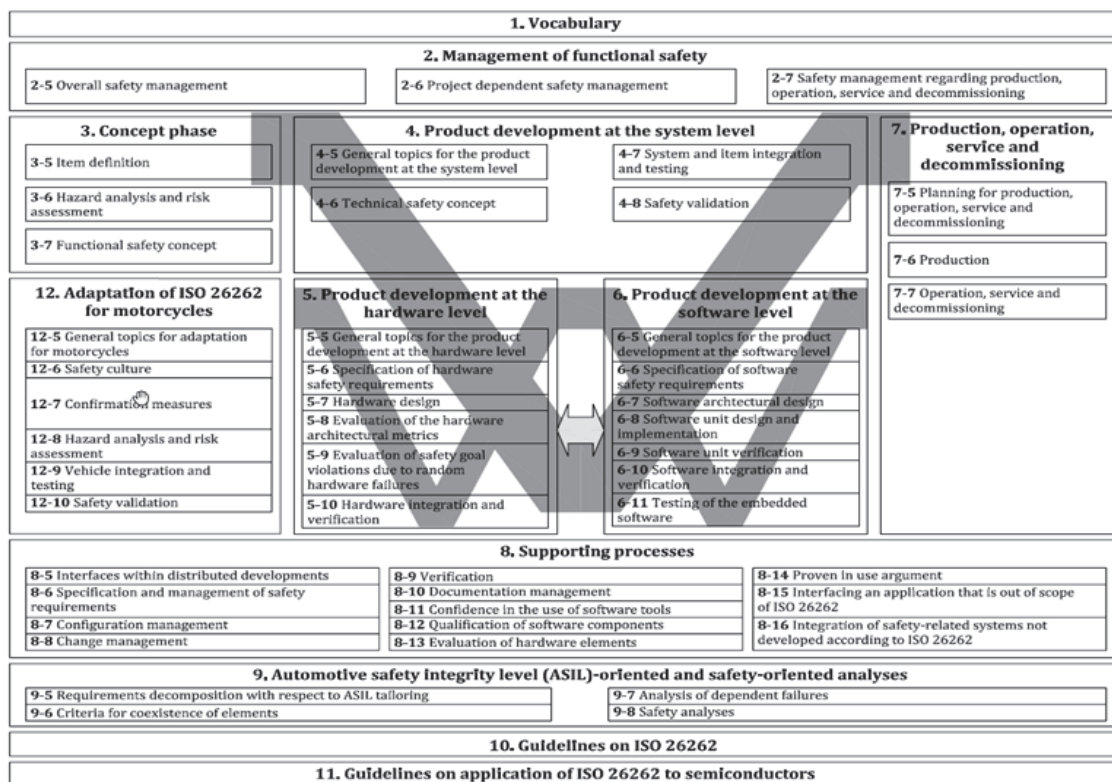 1. Vocabulary
2. Management of functional safety
2-5 Overall safety management
2-6 Project dependent safety management
2-7 Safety management regarding production,
operation, service and decommissioning
3. Concept phase
3-5 Item definition
3-6 Hazard analysis and risk
assessment
3-7 Functional safety concept
4. Product development at the system level
4-5 General topics for the product
development at the system level
4-6 Technical safety concept
4-7 System and item integration
and testing
4-8 Safety validation
7. Production, operation,
service and
decommissioning
7-5 Planning for production,
operation, service and
decommissioning
7-6 Production
7-7 Operation, service and
decommissioning
12. Adaptation of ISO 26262
for motorcycles
12-5 General topics for adaptation
for motorcycles
12-6 Safety culture
12-7 Confirmation measures
12-8 Hazard analysis and risk
assessment
12-9 Vehicle integration and
testing
12-10 Safety validation
5. Product development at the
hardware level
5-5 General topics for the product
development at the hardware level
5-6 Specification of hardware
safety requirements
5-7 Hardware design
5-8 Evaluation of the hardware
architectural metrics
5-9 Evaluation of safety goal
violations due to random
hardware failures
5-10 Hardware integration and
verification
6. Product development at the
software level
6-5 General topics for the product
development at the software level
6-6 Specification of software
safety requirements
6-7 Software archtectural design
6-8 Software unit design and
implementation
6-9 Software unit verification
6-10 Software integration and
verification
6-11 Testing of the embedded
software
8. Supporting processes
8-5 Interfaces within distributed developments
8-6 Specification and management of safety
requirements
8-7 Configuration management
8-8 Change management
8-9 Verification
8-10 Documentation management
8-11 Confidence in the use of software tools
8-12 Qualification of software components
8-13 Evaluation of hardware elements
8-14 Proven in use argument
8-15 Interfacing an application that is out of scope
of ISO 26262
8-16 Integration of safety-related systems not
developed according to ISO 26262
9. Automotive safety integrity level (ASIL)-oriented and safety-oriented analyses
9-5 Requirements decomposition with respect to ASIL tailoring
9-6 Criteria for coexistence of elements
9-7 Analysis of dependent failures
9-8 Safety analyses
10. Guidelines on ISO 26262
11. Guidelines on application of ISO 26262 to semiconductors